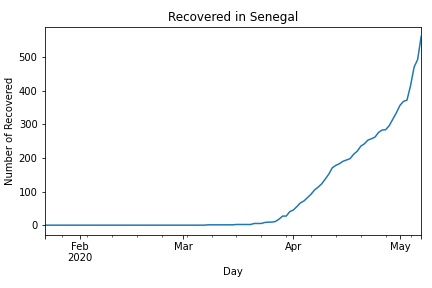 Recovered in Senegal
Number of Recovered
500
400
300
200
100
0
Feb
2020
Mar
Apr
May
Day